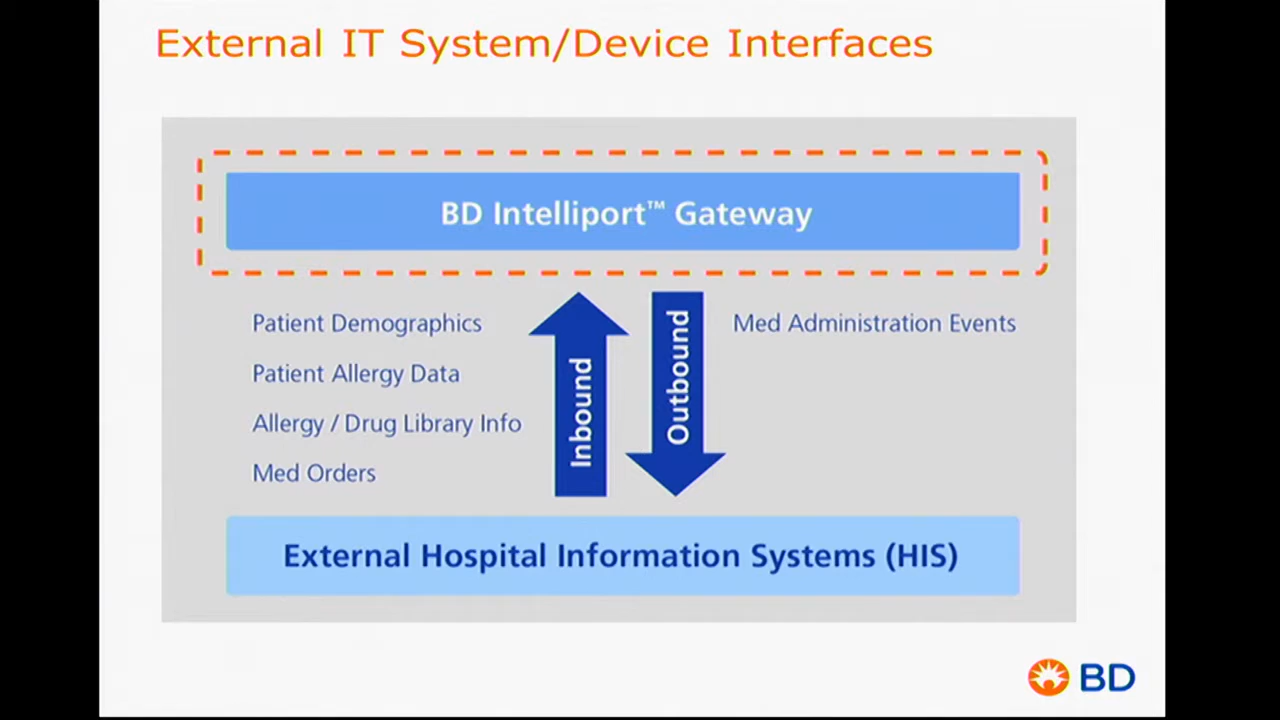 External IT System/Device Interfaces
BD Intelliport™ Gateway
Patient Demographics
Patient Allergy Data
Allergy / Drug Library Info
Med Orders
Inbound
Outbound
Med Administration Events
External Hospital Information Systems (HIS)
BD